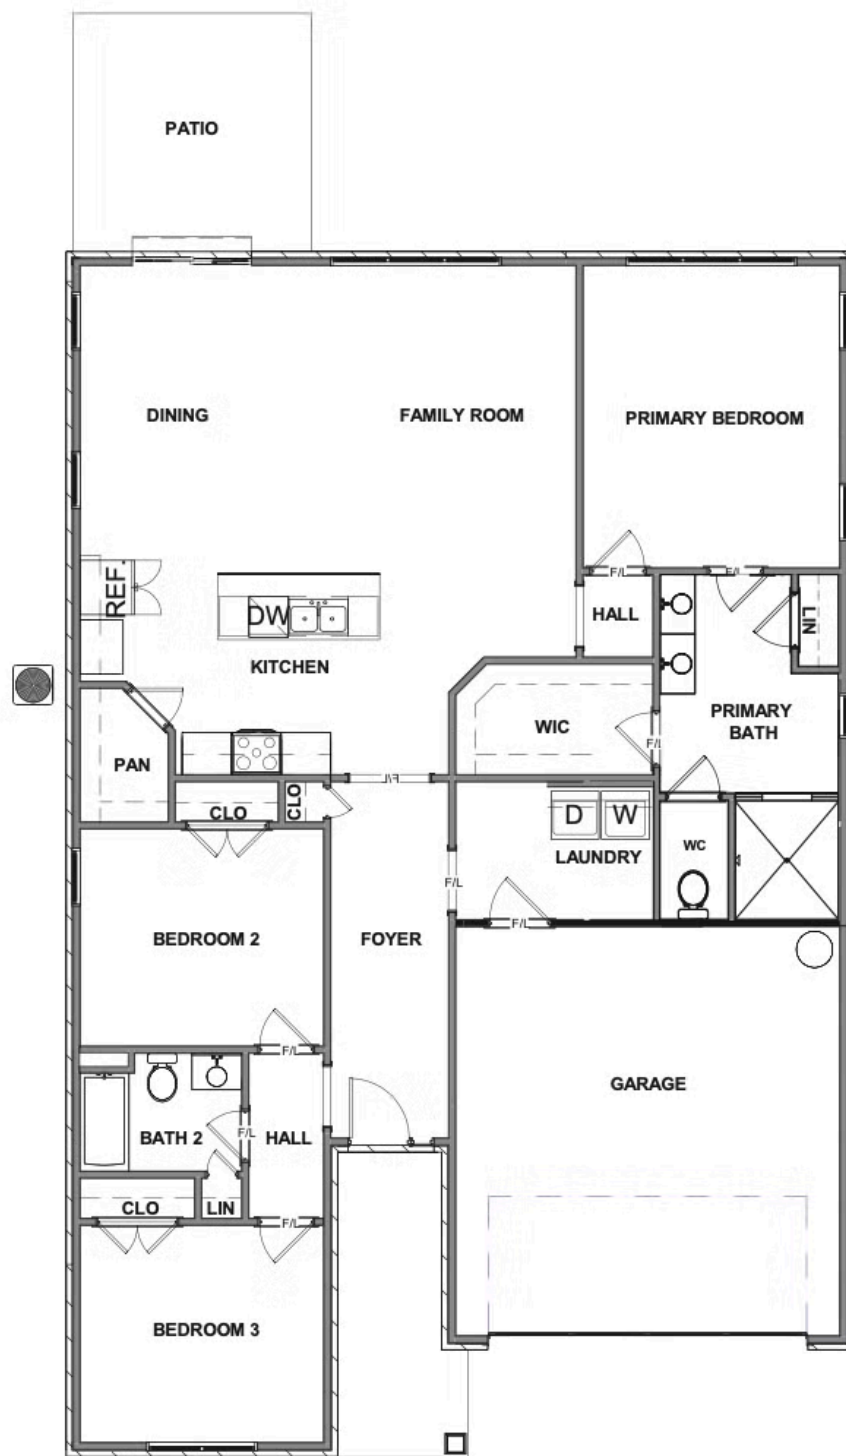 PATIO
DINING
FAMILY ROOM
PRIMARY BEDROOM
REF.
F/L
F/L
DW
HALL
LIN
KITCHEN
PRIMARY
BATH
WIC
F/L
PAN
F/L
CLO
CLO
D
W
LAUNDRY
WC
F/L
F/L
BEDROOM 2
FOYER
F/L
GARAGE
BATH 2
F/L
HALL
CLO
LIN
F/L
BEDROOM 3